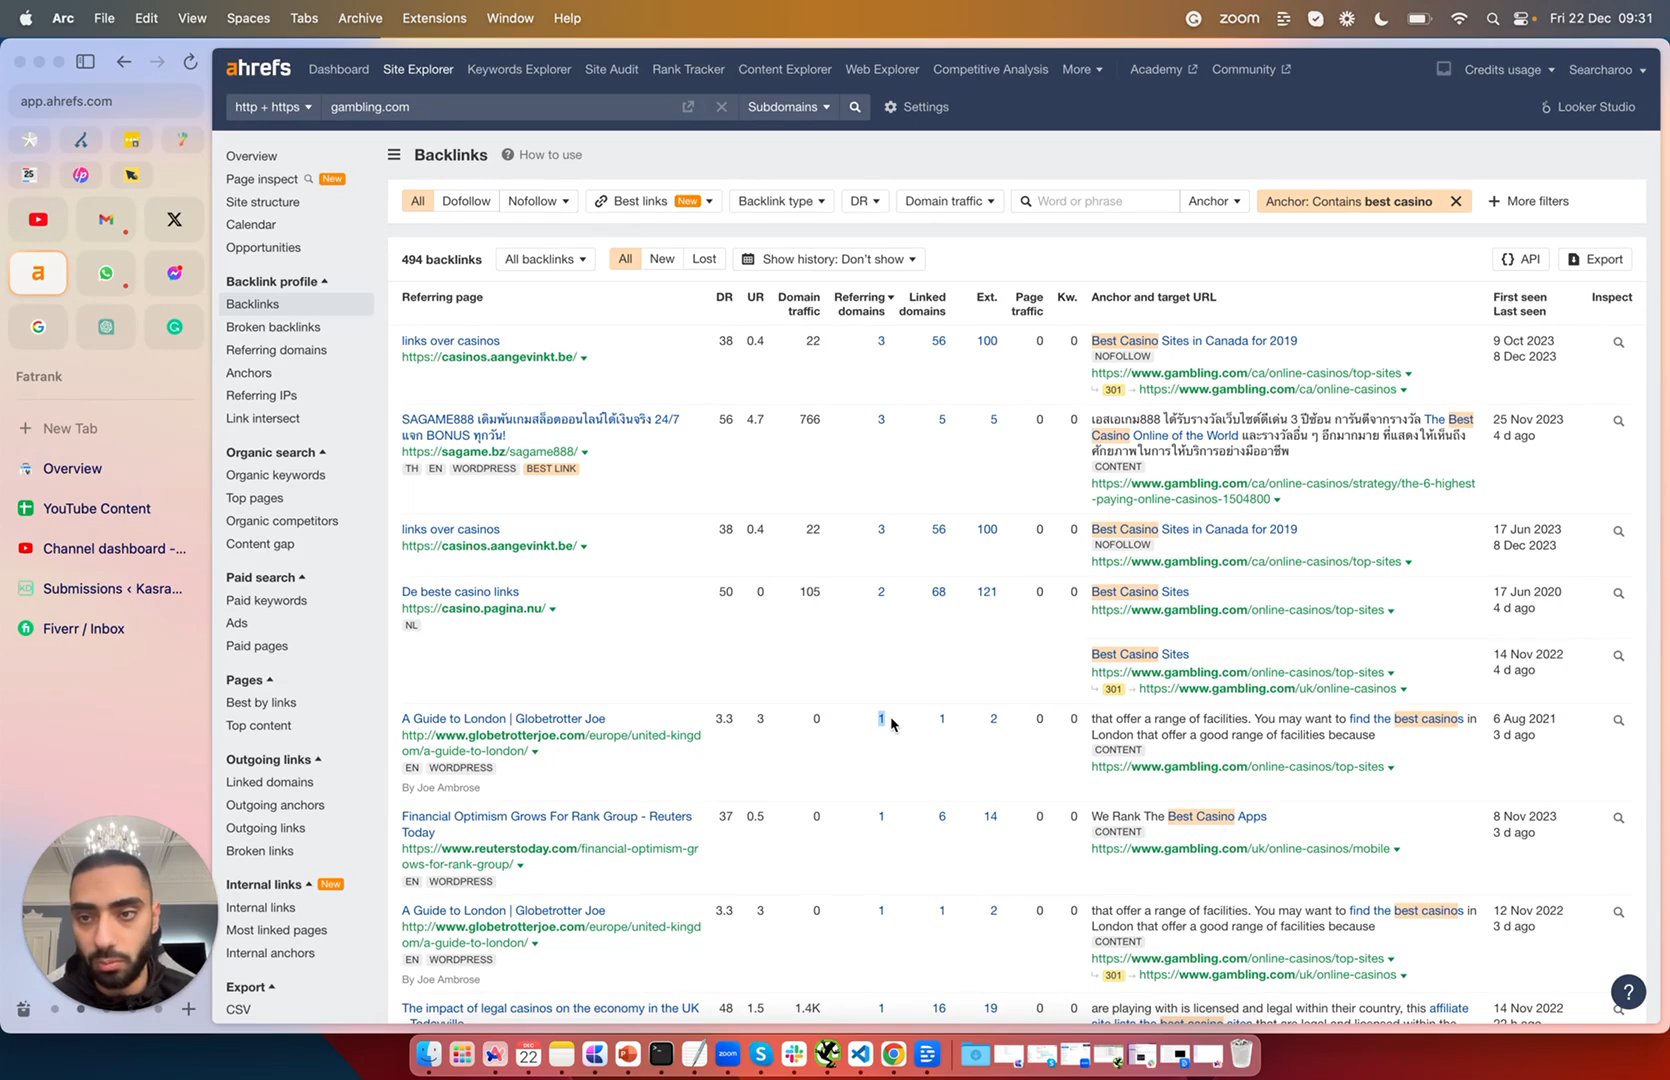 Arc File Edit View Spaces Tabs Archive Extensions Window Help
zoom Fri 22 Dec 09:31
app.ahrefs.com
25
Fatrank
New Tab
Overview
YouTube Content
Channel dashboard -...
Submissions ‹ Kasra...
Fiverr / Inbox
ahrefs Dashboard Site Explorer Keywords Explorer Site Audit Rank Tracker Content Explorer Web Explorer Competitive Analysis More Academy Community Credits usage Searcharoo
http + https gambling.com Subdomains Settings Looker Studio
Overview
Page inspect New
Site structure
Calendar
Opportunities
Backlink profile
Backlinks
Broken backlinks
Referring domains
Anchors
Referring IPs
Link intersect
Organic search
Organic keywords
Top pages
Organic competitors
Content gap
Paid search
Paid keywords
Ads
Paid pages
Pages
Best by links
Top content
Outgoing links
Linked domains
Outgoing anchors
Outgoing links
Broken links
Internal links New
Internal links
Most linked pages
Internal anchors
Export
CSV
Backlinks ? How to use
All Dofollow Nofollow Best links New Backlink type DR Domain traffic Word or phrase Anchor Anchor: Contains best casino More filters
494 backlinks All backlinks All New Lost Show history: Don't show API Export
Referring page DR UR Domain traffic Referring domains Linked domains Ext. Page traffic Kw. Anchor and target URL First seen Last seen Inspect
links over casinos 38 0.4 22 3 56 100 0 0 Best Casino Sites in Canada for 2019 9 Oct 2023
https://casinos.aangevinkt.be/ NOFOLLOW 8 Dec 2023
https://www.gambling.com/ca/online-casinos/top-sites
301 https://www.gambling.com/ca/online-casinos
SAGAME888 เดิมพันเกมสล็อตออนไลน์ได้เงินจริง 24/7 56 4.7 766 3 5 5 0 0 เอสเอเกม888 ได้รับรางวัลเว็บไซต์ดีเด่น 3 ปีซ้อน การันตีจากรางวัล The Best 25 Nov 2023
แจก BONUS ทุกวัน! Casino Online of the World และรางวัลอื่น ๆ อีกมากมาย ที่แสดงให้เห็นถึง 4 d ago
https://sagame.bz/sagame888/ ศักยภาพในการให้บริการอย่างมืออาชีพ
TH EN WORDPRESS BEST LINK CONTENT
https://www.gambling.com/ca/online-casinos/strategy/the-6-highest
-paying-online-casinos-1504800
links over casinos 38 0.4 22 3 56 100 0 0 Best Casino Sites in Canada for 2019 17 Jun 2023
https://casinos.aangevinkt.be/ NOFOLLOW 8 Dec 2023
https://www.gambling.com/ca/online-casinos/top-sites
De beste casino links 50 0 105 2 68 121 0 0 Best Casino Sites 17 Jun 2020
https://casino.pagina.nu/ https://www.gambling.com/online-casinos/top-sites 4 d ago
NL
Best Casino Sites 14 Nov 2022
https://www.gambling.com/online-casinos/top-sites 4 d ago
301 https://www.gambling.com/uk/online-casinos
A Guide to London | Globetrotter Joe 3.3 3 0 1 1 2 0 0 that offer a range of facilities. You may want to find the best casinos in 6 Aug 2021
http://www.globetrotterjoe.com/europe/united-kingd London that offer a good range of facilities because 3 d ago
om/a-guide-to-london/ CONTENT
EN WORDPRESS https://www.gambling.com/online-casinos/top-sites
By Joe Ambrose
Financial Optimism Grows For Rank Group - Reuters 37 0.5 0 1 6 14 0 0 We Rank The Best Casino Apps 8 Nov 2023
Today CONTENT 3 d ago
https://www.reuterstoday.com/financial-optimism-gr https://www.gambling.com/uk/online-casinos/mobile
ows-for-rank-group/
EN WORDPRESS
A Guide to London | Globetrotter Joe 3.3 3 0 1 1 2 0 0 that offer a range of facilities. You may want to find the best casinos in 12 Nov 2022
http://www.globetrotterjoe.com/europe/united-kingd London that offer a good range of facilities because 3 d ago
om/a-guide-to-london/ CONTENT
EN WORDPRESS https://www.gambling.com/online-casinos/top-sites
By Joe Ambrose 301 https://www.gambling.com/uk/online-casinos
The impact of legal casinos on the economy in the UK 48 1.5 1.4K 1 16 19 0 0 are playing with is licensed and legal within their country, this affiliate 14 Nov 2022
- Todayville site lists the best casino sites that are legal and licensed within the 22 h ago
?
DEC 22 zoom